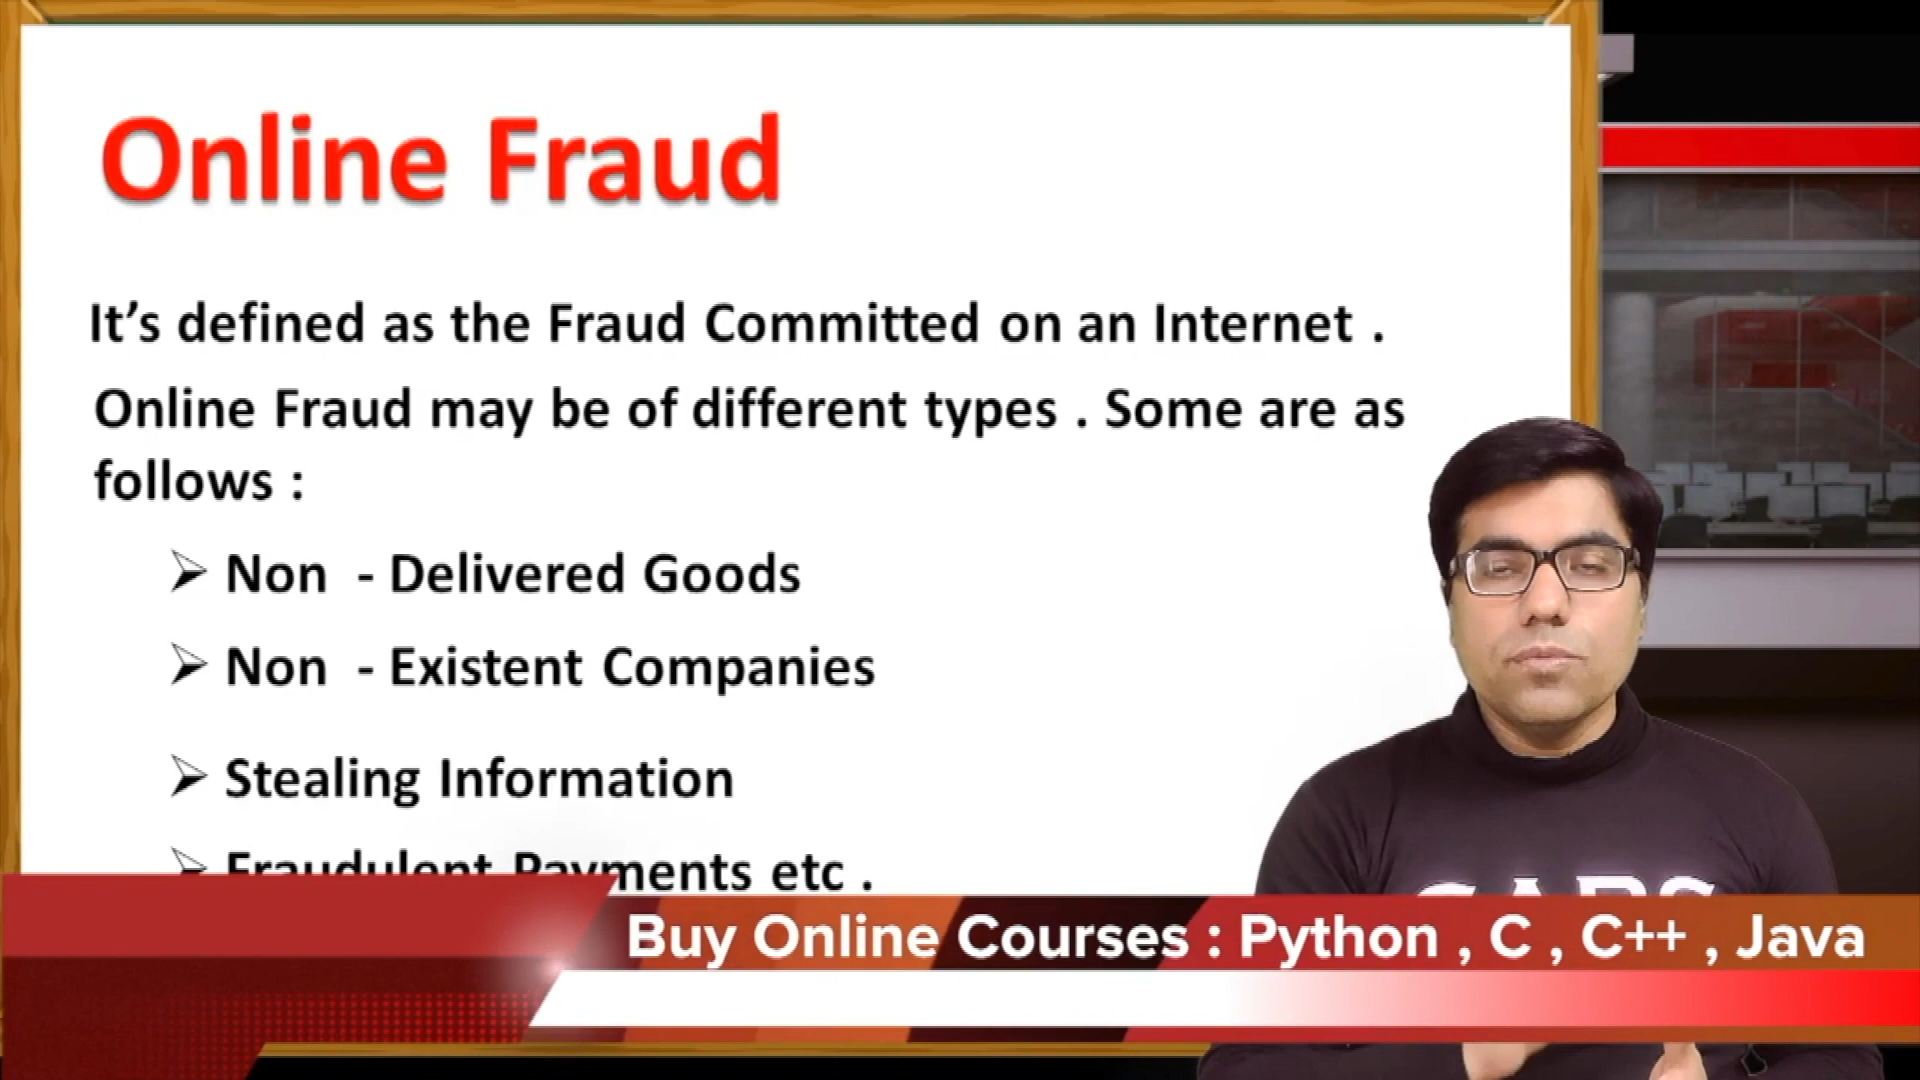 Online Fraud
It’s defined as the Fraud Committed on an Internet .
Online Fraud may be of different types . Some are as
follows :
➢ Non - Delivered Goods
➢ Non - Existent Companies
➢ Stealing Information
➢ Fraudulent Payments etc .
Buy Online Courses : Python , C , C++ , Java